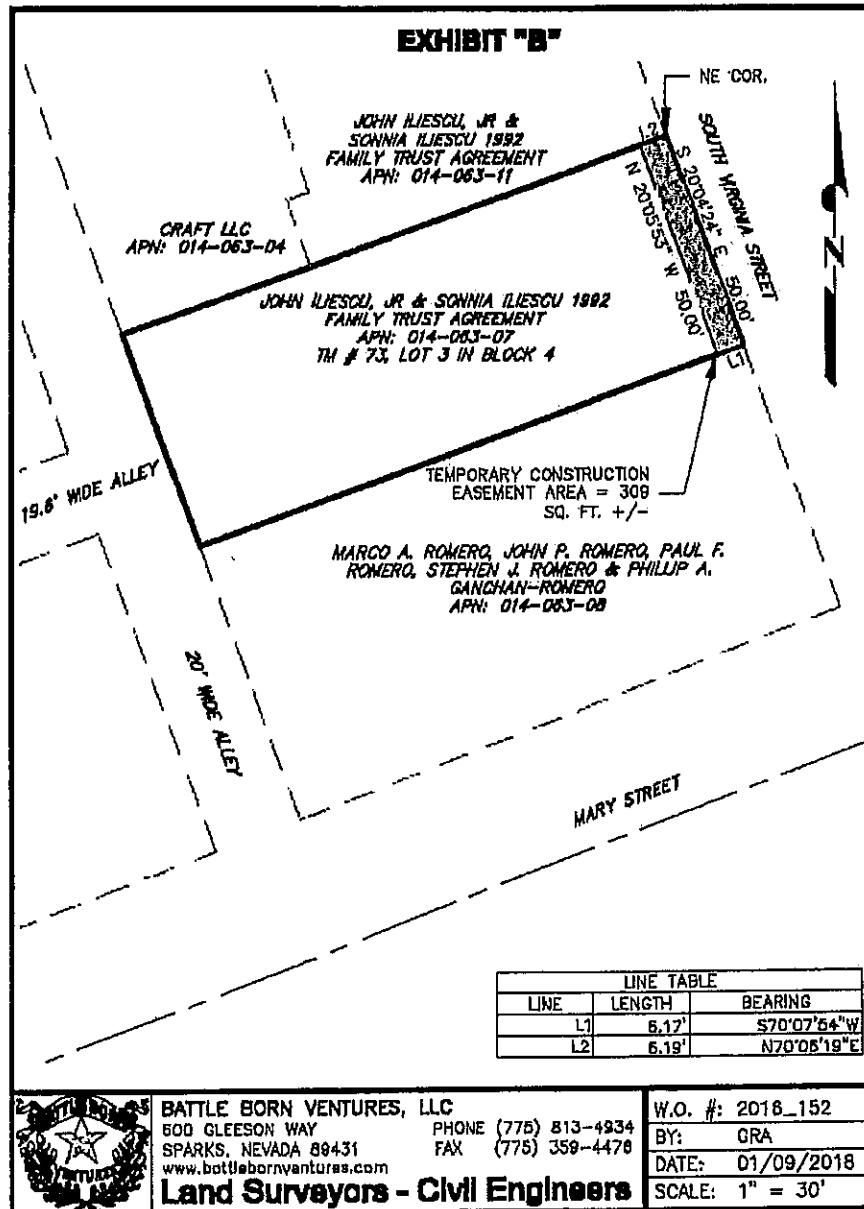 EXHIBIT "B"
NE COR.
SOUTH VIRGINIA STREET
JOHN ILIESCU, JR &
SONNIA ILIESCU 1992
FAMILY TRUST AGREEMENT
APN: 014-063-11
S 20°04'24" E 50.00'
N 20°05'53" W 50.00'
CRAFT LLC
APN: 014-063-04
JOHN ILIESCU, JR & SONNIA ILIESCU 1992
FAMILY TRUST AGREEMENT
APN: 014-063-07
TM # 73, LOT 3 IN BLOCK 4
L1
TEMPORARY CONSTRUCTION
EASEMENT AREA = 309
SQ. FT. +/-
19.6' WIDE ALLEY
MARCO A. ROMERO, JOHN P. ROMERO, PAUL F.
ROMERO, STEPHEN J. ROMERO & PHILLIP A.
GANCHAN-ROMERO
APN: 014-063-08
20' WIDE ALLEY
MARY STREET
LINE TABLE
LINE LENGTH BEARING
L1 6.17' S70°07'54"W
L2 6.19' N70°06'19"E
BATTLE BORN VENTURES
BATTLE BORN VENTURES, LLC
500 GLEESON WAY PHONE (775) 813-4934
SPARKS, NEVADA 89431 FAX (775) 359-4476
www.battlebornventures.com
Land Surveyors - Civil Engineers
W.O. #: 2016_152
BY: GRA
DATE: 01/09/2018
SCALE: 1" = 30'